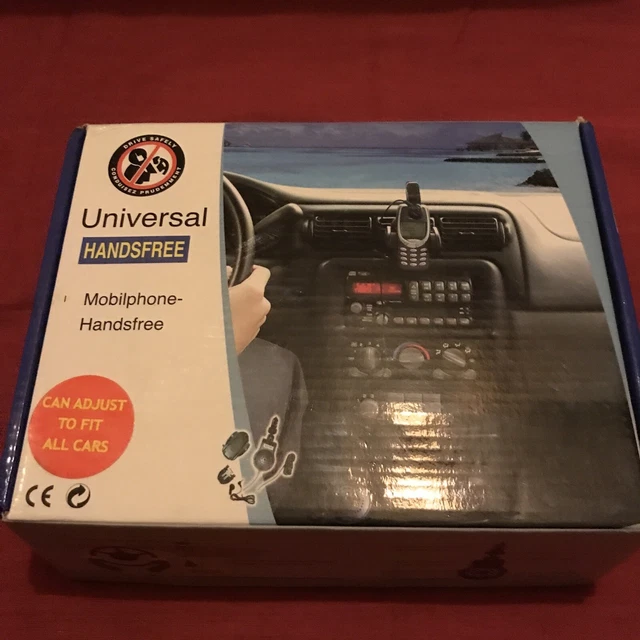 DRIVE SAFELY
CONDUISEZ PRUDEMMENT
Universal
HANDSFREE
Mobilphone-
Handsfree
CAN ADJUST
TO FIT
ALL CARS
CE